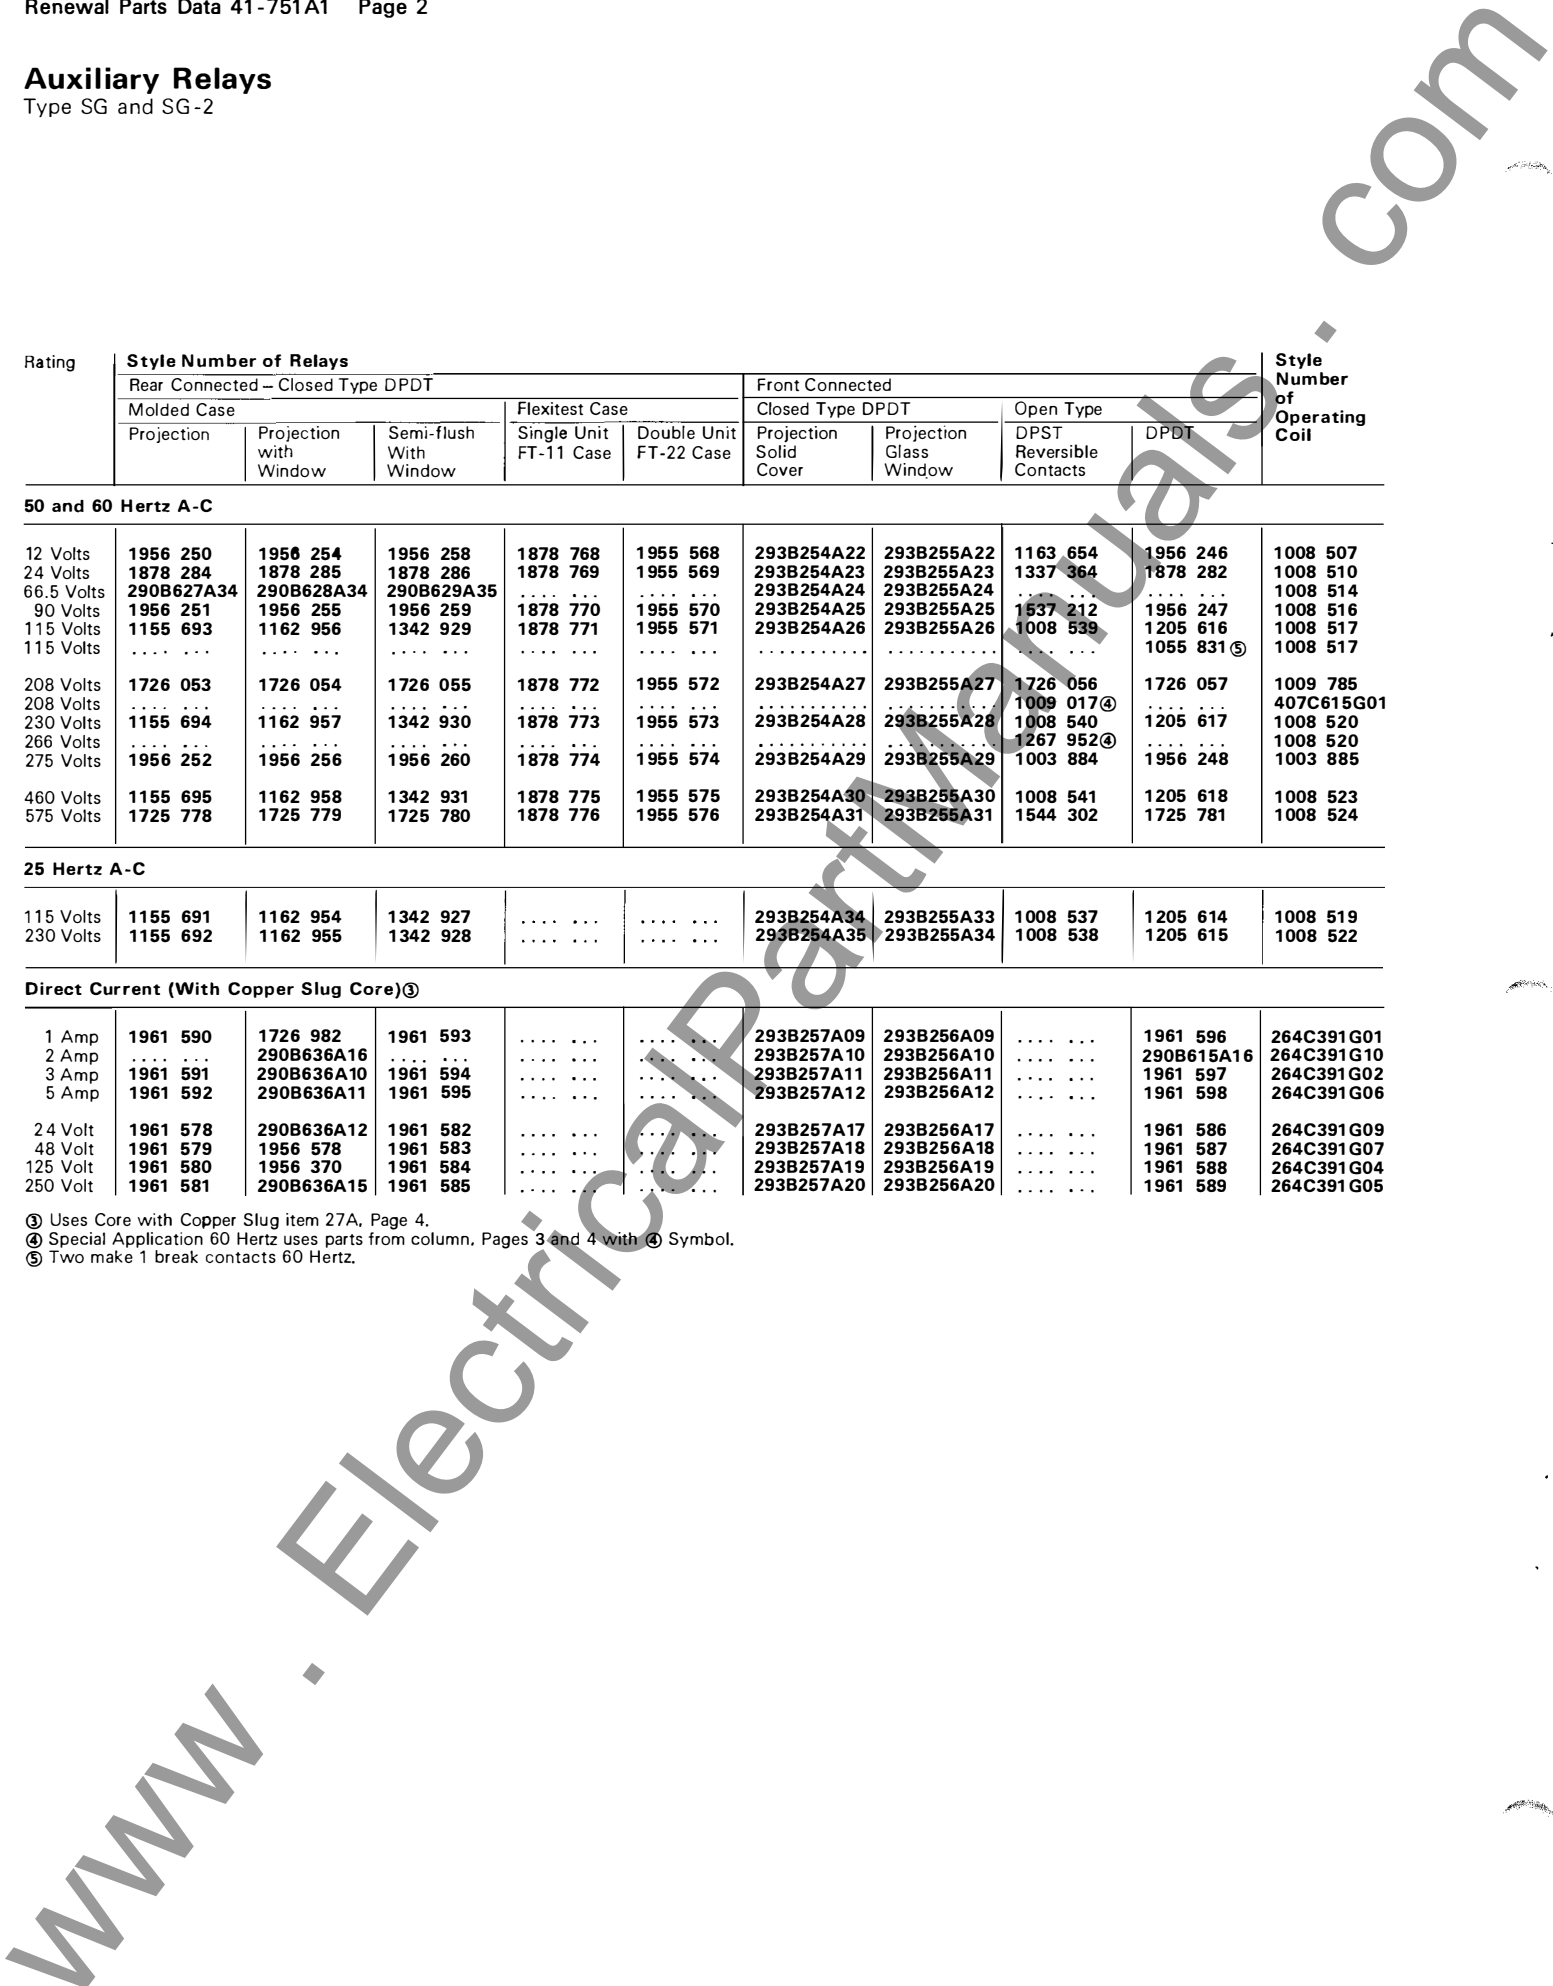 Renewal Parts Data 41-751A1 Page 2
Auxiliary Relays
Type SG and SG-2
Rating Style Number of Relays Style Number of Operating Coil
Rear Connected – Closed Type DPDT Front Connected
Molded Case Flexitest Case Closed Type DPDT Open Type
Projection Projection with Window Semi-flush With Window Single Unit FT-11 Case Double Unit FT-22 Case Projection Solid Cover Projection Glass Window DPST Reversible Contacts DPDT
50 and 60 Hertz A-C
12 Volts 1956 250 1956 254 1956 258 1878 768 1955 568 293B254A22 293B255A22 1163 654 1956 246 1008 507
24 Volts 1878 284 1878 285 1878 286 1878 769 1955 569 293B254A23 293B255A23 1337 364 1878 282 1008 510
66.5 Volts 290B627A34 290B628A34 290B629A35 .... ... .... ... 293B254A24 293B255A24 .... ... .... ... 1008 514
90 Volts 1956 251 1956 255 1956 259 1878 770 1955 570 293B254A25 293B255A25 1537 212 1956 247 1008 516
115 Volts 1155 693 1162 956 1342 929 1878 771 1955 571 293B254A26 293B255A26 1008 539 1205 616 1008 517
115 Volts .... ... .... ... .... ... .... ... .... ... ........... ........... .... ... 1055 831⑤ 1008 517
208 Volts 1726 053 1726 054 1726 055 1878 772 1955 572 293B254A27 293B255A27 1726 056 1726 057 1009 785
208 Volts .... ... .... ... .... ... .... ... .... ... ........... ........... 1009 017④ .... ... 407C615G01
230 Volts 1155 694 1162 957 1342 930 1878 773 1955 573 293B254A28 293B255A28 1008 540 1205 617 1008 520
266 Volts .... ... .... ... .... ... .... ... .... ... ........... ........... 1267 952④ .... ... 1008 520
275 Volts 1956 252 1956 256 1956 260 1878 774 1955 574 293B254A29 293B255A29 1003 884 1956 248 1003 885
460 Volts 1155 695 1162 958 1342 931 1878 775 1955 575 293B254A30 293B255A30 1008 541 1205 618 1008 523
575 Volts 1725 778 1725 779 1725 780 1878 776 1955 576 293B254A31 293B255A31 1544 302 1725 781 1008 524
25 Hertz A-C
115 Volts 1155 691 1162 954 1342 927 .... ... .... ... 293B254A34 293B255A33 1008 537 1205 614 1008 519
230 Volts 1155 692 1162 955 1342 928 .... ... .... ... 293B254A35 293B255A34 1008 538 1205 615 1008 522
Direct Current (With Copper Slug Core)③
1 Amp 1961 590 1726 982 1961 593 .... ... .... ... 293B257A09 293B256A09 .... ... 1961 596 264C391G01
2 Amp .... ... 290B636A16 .... ... .... ... .... ... 293B257A10 293B256A10 .... ... 290B615A16 264C391G10
3 Amp 1961 591 290B636A10 1961 594 .... ... .... ... 293B257A11 293B256A11 .... ... 1961 597 264C391G02
5 Amp 1961 592 290B636A11 1961 595 .... ... .... ... 293B257A12 293B256A12 .... ... 1961 598 264C391G06
24 Volt 1961 578 290B636A12 1961 582 .... ... .... ... 293B257A17 293B256A17 .... ... 1961 586 264C391G09
48 Volt 1961 579 1956 578 1961 583 .... ... .... ... 293B257A18 293B256A18 .... ... 1961 587 264C391G07
125 Volt 1961 580 1956 370 1961 584 .... ... .... ... 293B257A19 293B256A19 .... ... 1961 588 264C391G04
250 Volt 1961 581 290B636A15 1961 585 .... ... .... ... 293B257A20 293B256A20 .... ... 1961 589 264C391G05
③ Uses Core with Copper Slug item 27A, Page 4.
④ Special Application 60 Hertz uses parts from column, Pages 3 and 4 with ④ Symbol.
⑤ Two make 1 break contacts 60 Hertz.
www . ElectricalPartManuals . com